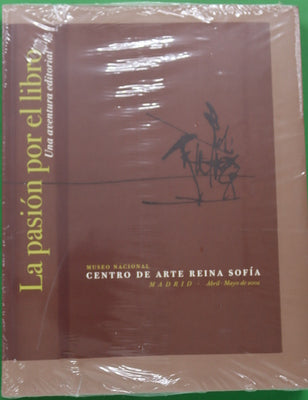 La pasión por el libro
Una aventura editorial
MUSEO NACIONAL
CENTRO DE ARTE REINA SOFÍA
MADRID · Abril - Mayo de 2002